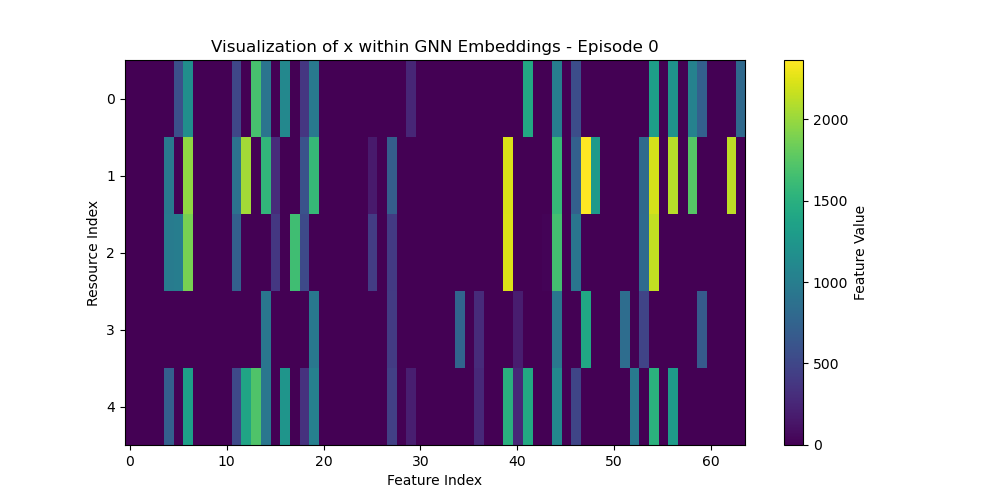 Visualization of x within GNN Embeddings - Episode 0
Resource Index
0
1
2
3
4
0 10 20 30 40 50 60
Feature Index
2000
1500
1000
500
0
Feature Value